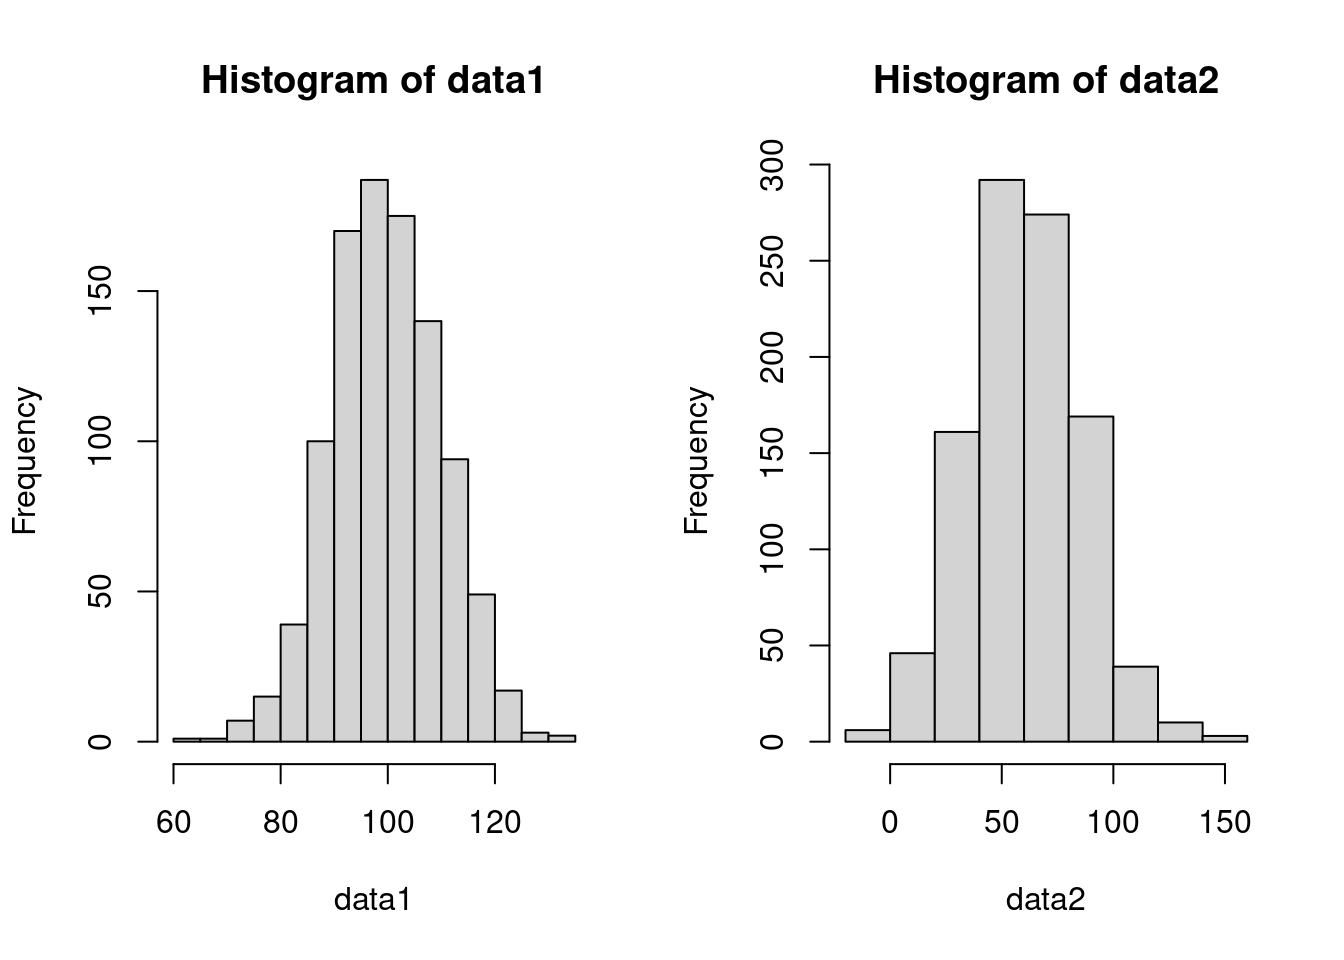 Histogram of data1
Frequency
150
100
50
0
60 80 100 120
data1
Histogram of data2
Frequency
300
250
200
150
100
50
0
0 50 100 150
data2